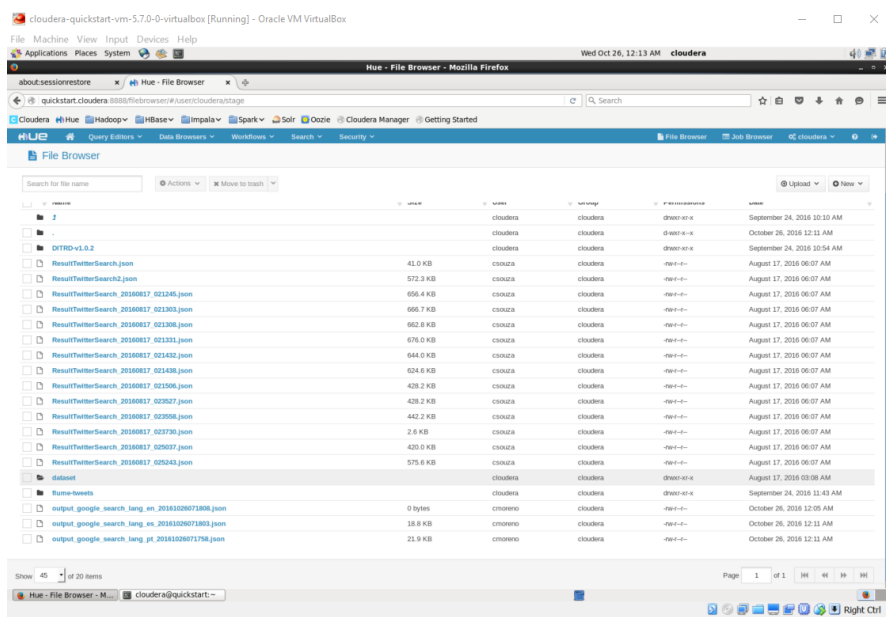 cloudera-quickstart-vm-5.7.0-0-virtualbox [Running] - Oracle VM VirtualBox
File Machine View Input Devices Help
Applications Places System Wed Oct 26, 12:13 AM cloudera
Hue - File Browser - Mozilla Firefox
about:sessionrestore Hue - File Browser
quickstart.cloudera:8888/filebrowser/#/user/cloudera/stage Search
Cloudera Hue Hadoop HBase Impala Spark Solr Oozie Cloudera Manager Getting Started
HUE Query Editors Data Browsers Workflows Search Security File Browser Job Browser cloudera
File Browser
Search for file name Actions Move to trash Upload New
Name Size User Group Permissions Date
cloudera cloudera drwxr-xr-x September 24, 2016 10:10 AM
. cloudera cloudera d-wxr-x--x October 26, 2016 12:11 AM
DITRD-v1.0.2 cloudera cloudera drwxr-xr-x September 24, 2016 10:54 AM
ResultTwitterSearch.json 41.0 KB csouza cloudera -rw-r--r-- August 17, 2016 06:07 AM
ResultTwitterSearch2.json 572.3 KB csouza cloudera -rw-r--r-- August 17, 2016 06:07 AM
ResultTwitterSearch_20160817_021245.json 656.4 KB csouza cloudera -rw-r--r-- August 17, 2016 06:07 AM
ResultTwitterSearch_20160817_021303.json 666.7 KB csouza cloudera -rw-r--r-- August 17, 2016 06:07 AM
ResultTwitterSearch_20160817_021308.json 662.8 KB csouza cloudera -rw-r--r-- August 17, 2016 06:07 AM
ResultTwitterSearch_20160817_021331.json 676.0 KB csouza cloudera -rw-r--r-- August 17, 2016 06:07 AM
ResultTwitterSearch_20160817_021432.json 644.0 KB csouza cloudera -rw-r--r-- August 17, 2016 06:07 AM
ResultTwitterSearch_20160817_021438.json 624.6 KB csouza cloudera -rw-r--r-- August 17, 2016 06:07 AM
ResultTwitterSearch_20160817_021506.json 428.2 KB csouza cloudera -rw-r--r-- August 17, 2016 06:07 AM
ResultTwitterSearch_20160817_023527.json 428.2 KB csouza cloudera -rw-r--r-- August 17, 2016 06:07 AM
ResultTwitterSearch_20160817_023558.json 442.2 KB csouza cloudera -rw-r--r-- August 17, 2016 06:07 AM
ResultTwitterSearch_20160817_023730.json 2.6 KB csouza cloudera -rw-r--r-- August 17, 2016 06:07 AM
ResultTwitterSearch_20160817_025037.json 420.0 KB csouza cloudera -rw-r--r-- August 17, 2016 06:07 AM
ResultTwitterSearch_20160817_025243.json 575.6 KB csouza cloudera -rw-r--r-- August 17, 2016 06:07 AM
dataset cloudera cloudera drwxr-xr-x August 17, 2016 03:08 AM
flume-tweets cloudera cloudera drwxr-xr-x September 24, 2016 11:43 AM
output_google_search_lang_en_20161026071808.json 0 bytes cmoreno cloudera -rw-r--r-- October 26, 2016 12:05 AM
output_google_search_lang_es_20161026071803.json 18.8 KB cmoreno cloudera -rw-r--r-- October 26, 2016 12:11 AM
output_google_search_lang_pt_20161026071758.json 21.9 KB cmoreno cloudera -rw-r--r-- October 26, 2016 12:11 AM
Show 45 of 20 items Page 1 of 1
Hue - File Browser - M... cloudera@quickstart:~
Right Ctrl